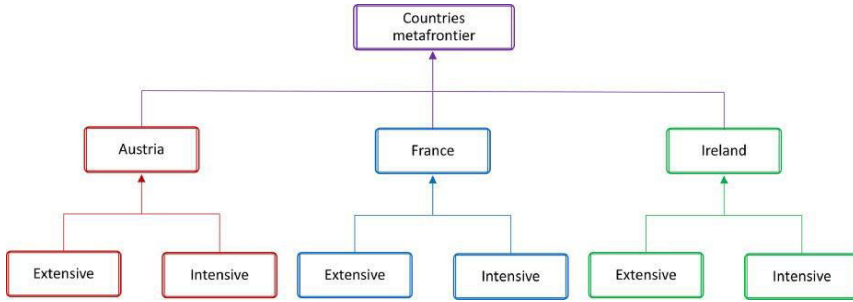 Countries
metafrontier
Austria
France
Ireland
Extensive
Intensive
Extensive
Intensive
Extensive
Intensive